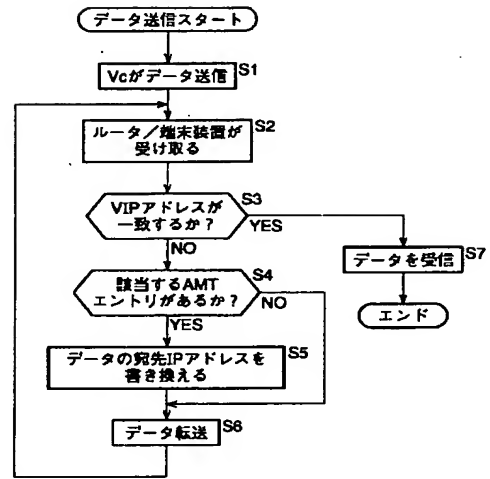 データ送信スタート
Vcがデータ送信
S1
ルータ／端末装置が
受け取る
S2
VIPアドレスが
一致するか？
S3
YES
NO
データを受信
S7
エンド
該当するAMT
エントリがあるか？
S4
NO
YES
データの宛先IPアドレスを
書き換える
S5
データ転送
S6